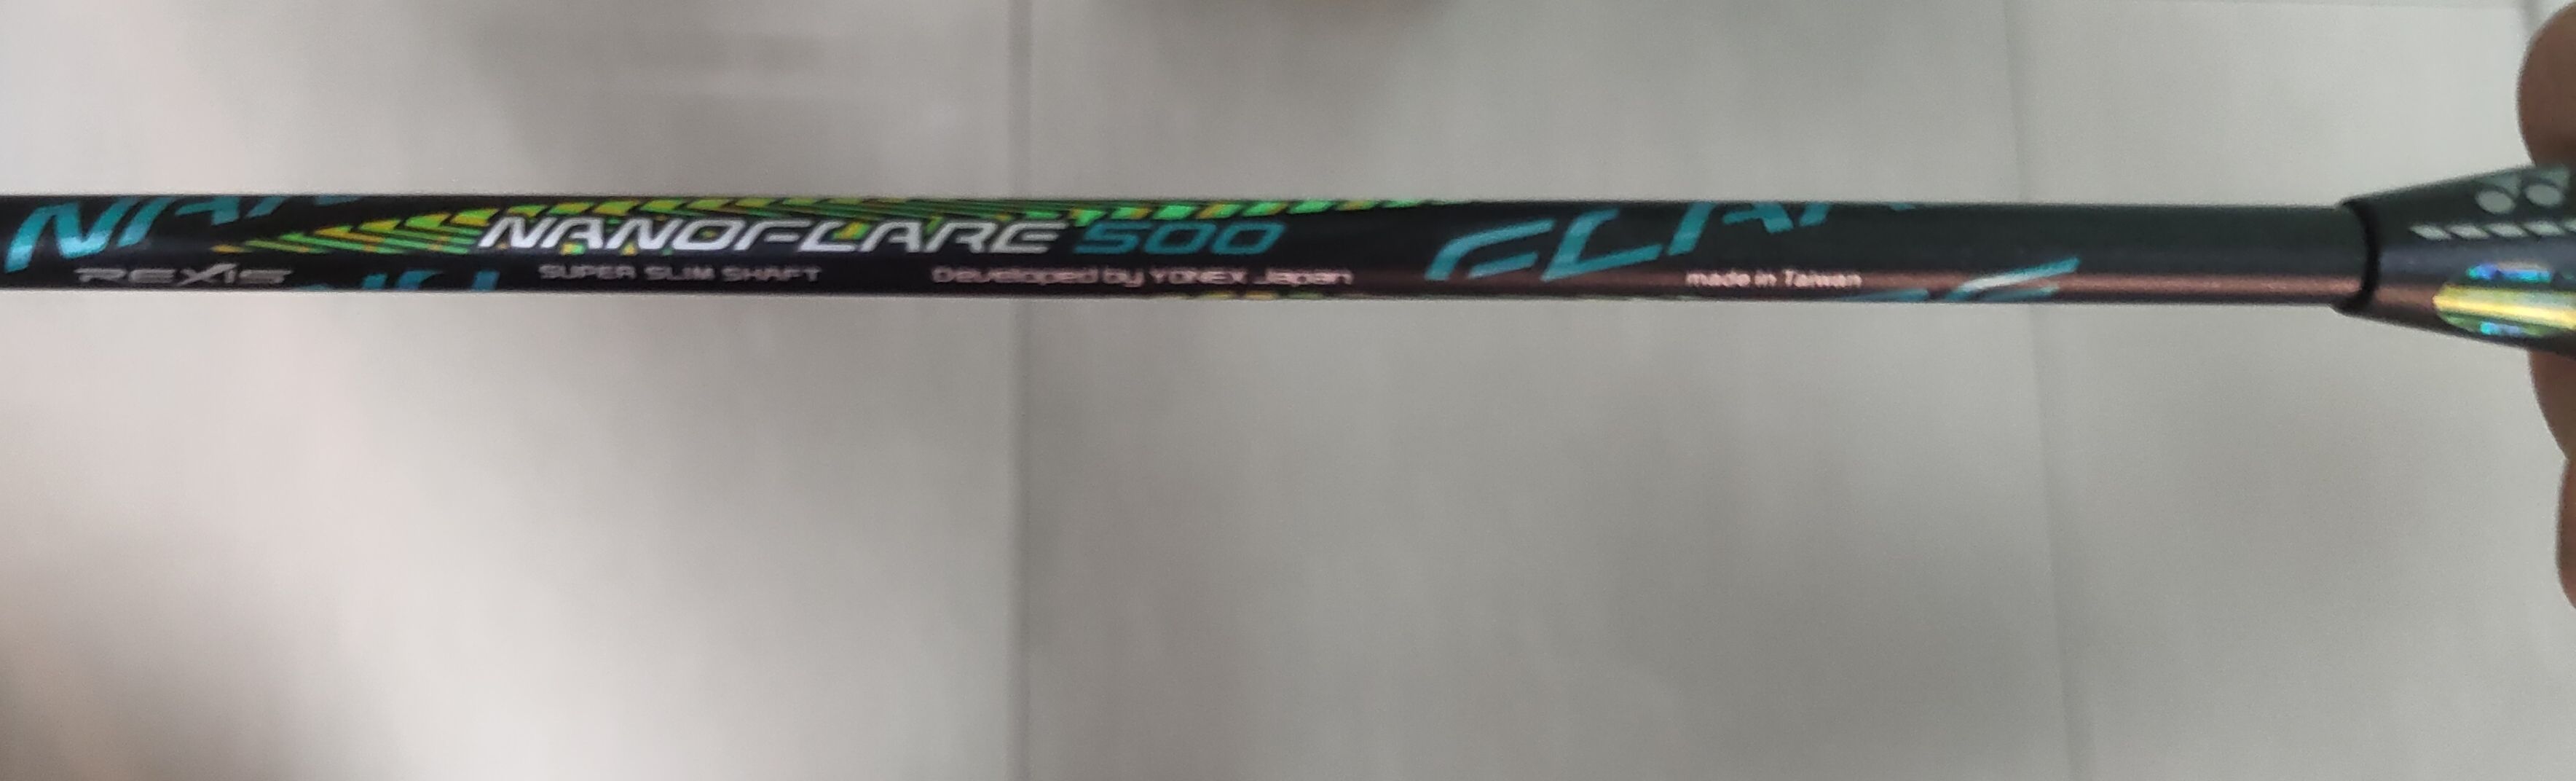 NANOFLARE 500
REXIS
SUPER SLIM SHAFT
Developed by YONEX Japan
made in Taiwan